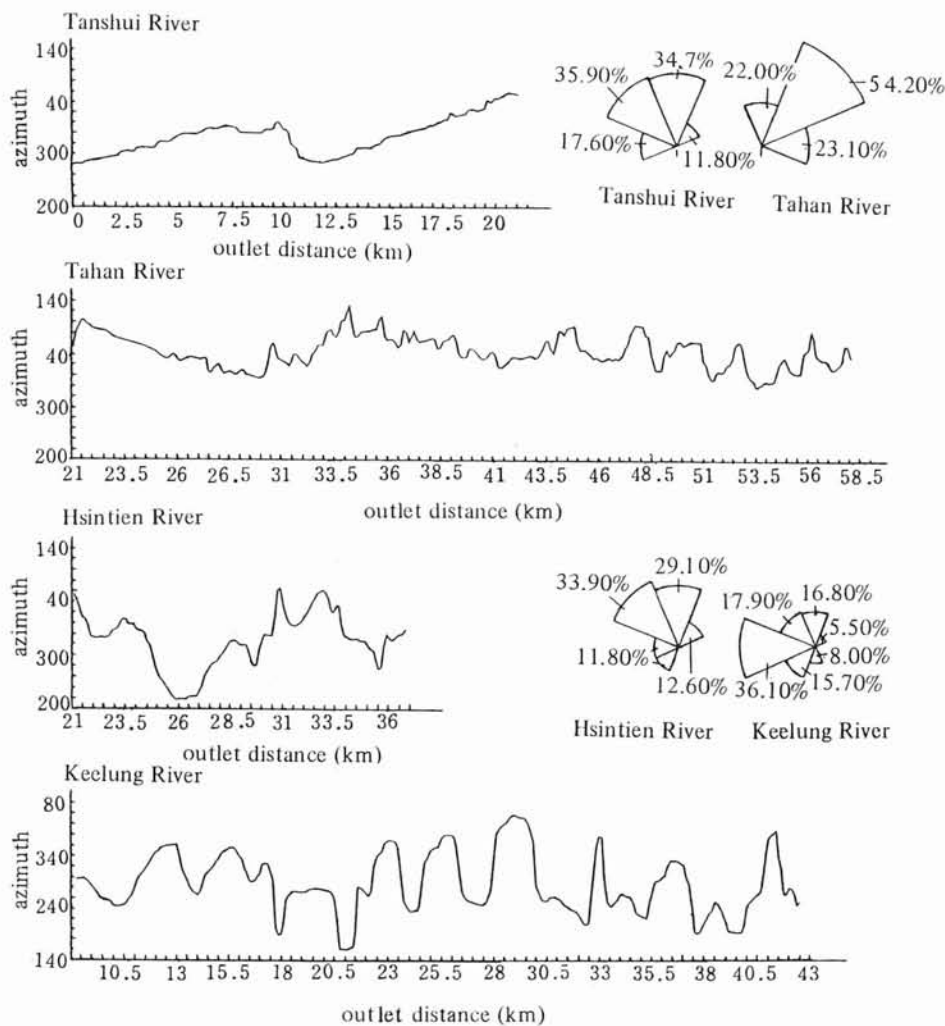 Tanshui River
140
40
300
200
azimuth
0 2.5 5 7.5 10 12.5 15 17.5 20
outlet distance (km)
35.90%
34.7%
17.60%
11.80%
Tanshui River
22.00%
54.20%
23.10%
Tahan River
Tahan River
140
40
300
200
azimuth
21 23.5 26 28.5 31 33.5 36 38.5 41 43.5 46 48.5 51 53.5 56 58.5
outlet distance (km)
Hsintien River
140
40
300
200
azimuth
21 23.5 26 28.5 31 33.5 36
outlet distance (km)
33.90%
29.10%
11.80%
12.60%
Hsintien River
17.90%
16.80%
5.50%
8.00%
36.10%
15.70%
Keelung River
Keelung River
80
340
240
140
azimuth
10.5 13 15.5 18 20.5 23 25.5 28 30.5 33 35.5 38 40.5 43
outlet distance (km)